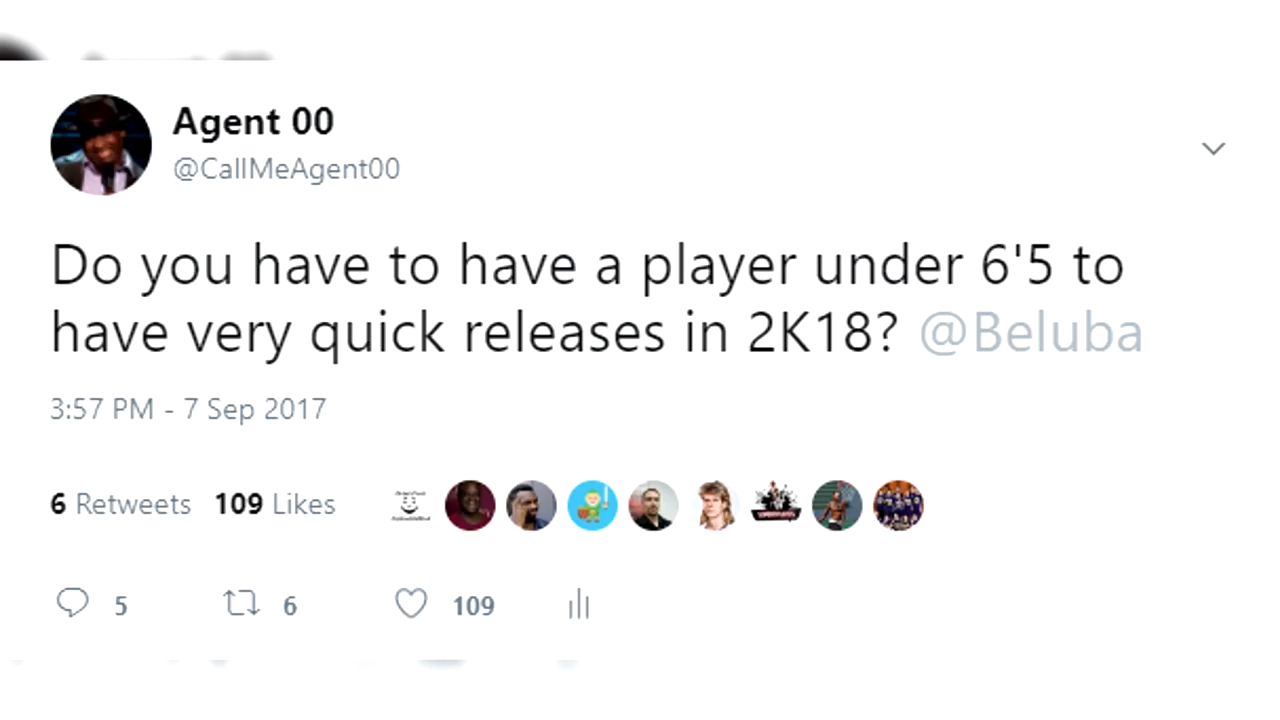 Agent 00
@CallMeAgent00
Do you have to have a player under 6'5 to
have very quick releases in 2K18? @Beluba
3:57 PM - 7 Sep 2017
6 Retweets 109 Likes
5 6 109